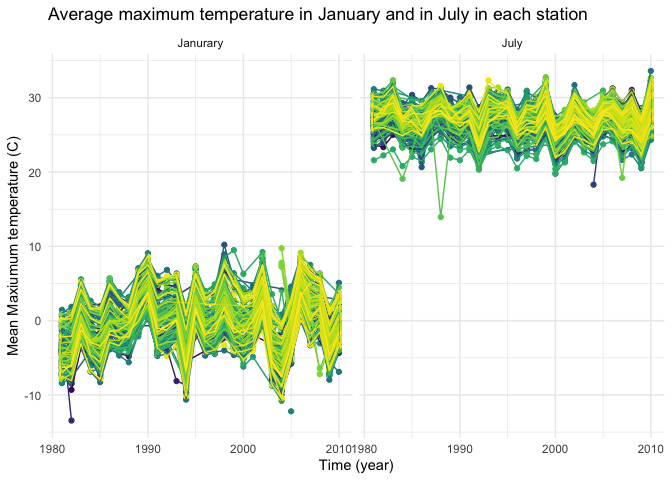 Average maximum temperature in January and in July in each station
Janurary
July
Mean Maxiumum temperature (C)
30
20
10
0
-10
1980
1990
2000
2010
1980
1990
2000
2010
Time (year)